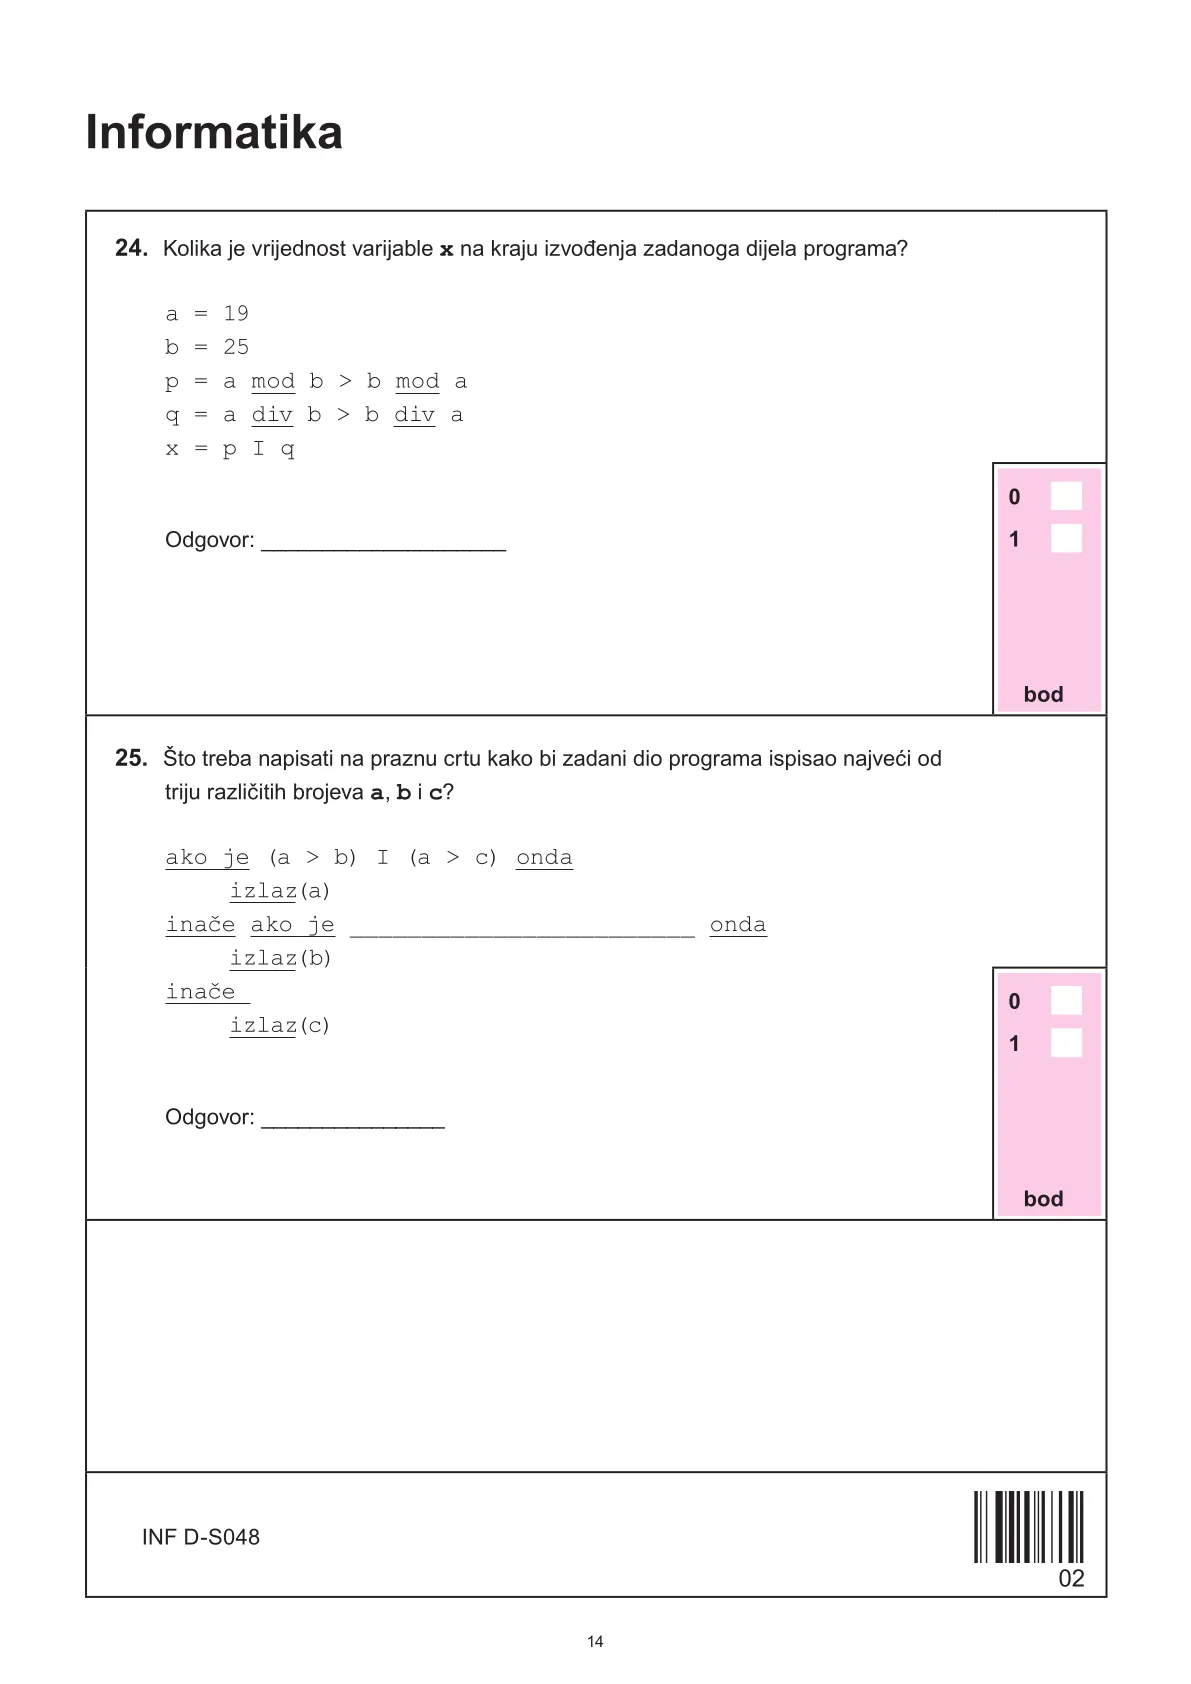 Informatika
24. Kolika je vrijednost varijable x na kraju izvođenja zadanoga dijela programa?
a = 19
b = 25
p = a mod b > b mod a
q = a div b > b div a
x = p I q
0
1
Odgovor: ____________________
bod
25. Što treba napisati na praznu crtu kako bi zadani dio programa ispisao najveći od
triju različitih brojeva a, b i c?
ako je (a > b) I (a > c) onda
izlaz(a)
inače ako je ________________________ onda
izlaz(b)
inače
izlaz(c)
0
1
Odgovor: _______________
bod
INF D-S048
02
14